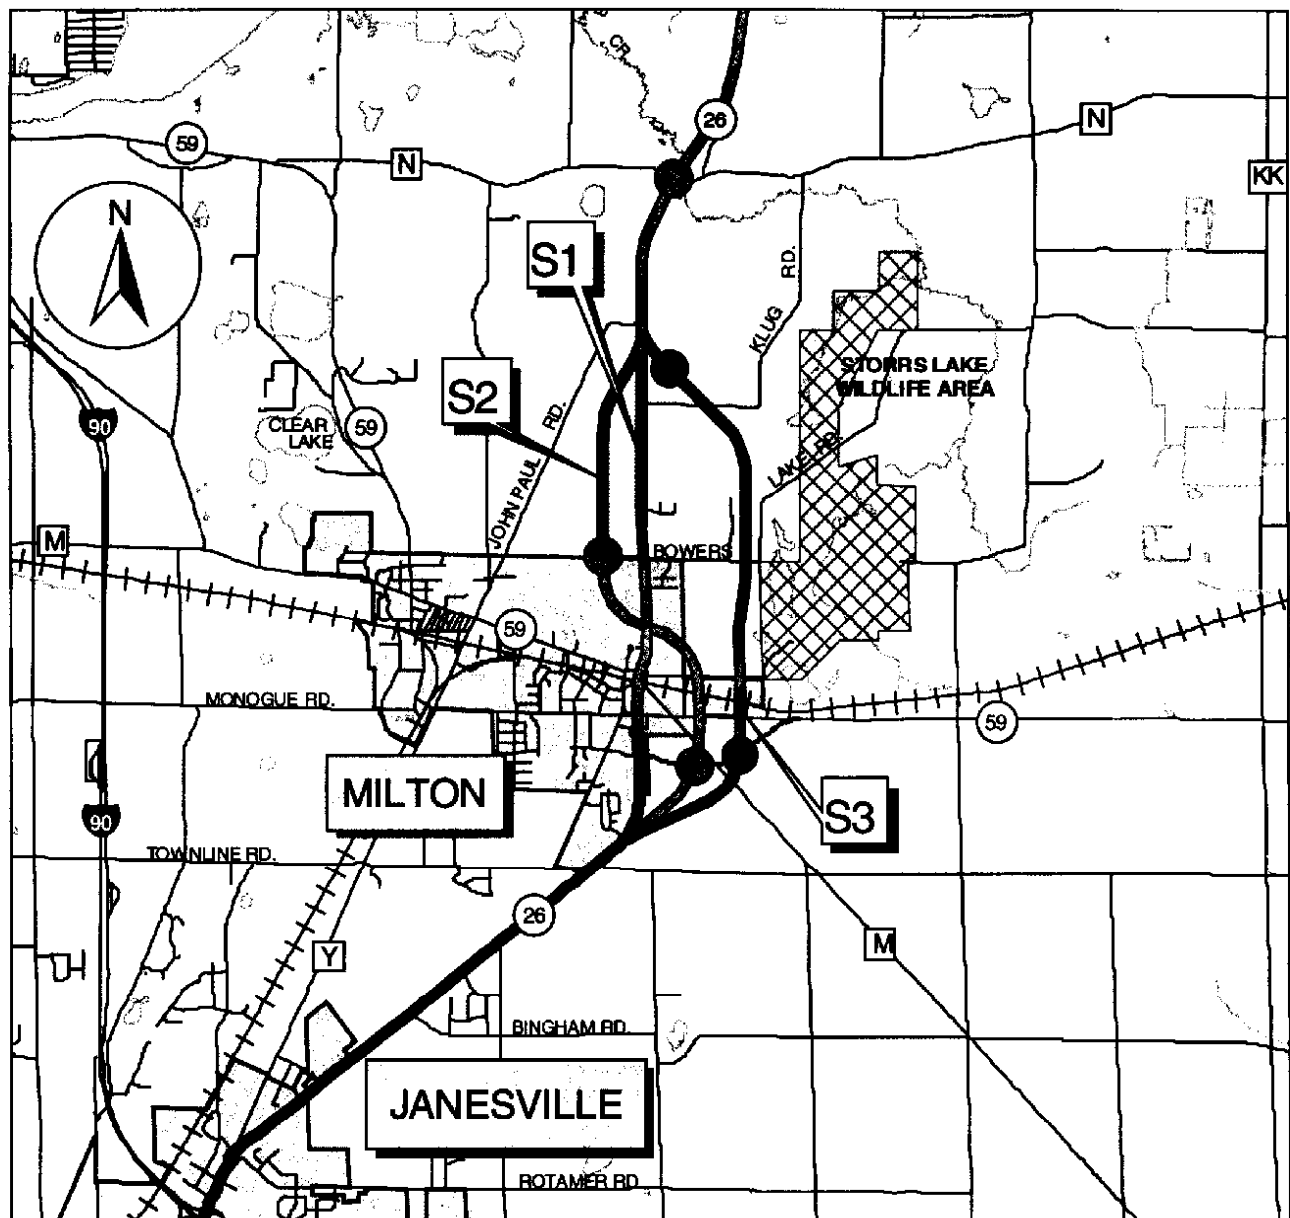 CR.
26
59
N
N
KK
N
S1
RD.
KLUG
STORRS LAKE
WILDLIFE AREA
S2
90
CLEAR
LAKE
59
RD.
JOHN PAUL
LAKE RD.
M
BOWERS
59
MONOGUE RD.
59
MILTON
90
S3
TOWNLINE RD.
26
Y
M
BINGHAM RD.
JANESVILLE
ROTAMER RD.